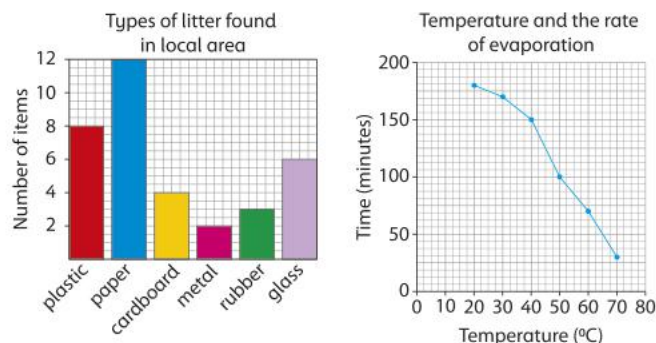 Types of litter found
in local area
Number of items
12
10
8
6
4
2
plastic
paper
cardboard
metal
rubber
glass
Temperature and the rate
of evaporation
Time (minutes)
200
150
100
50
0
0 10 20 30 40 50 60 70 80
Temperature (ºC)